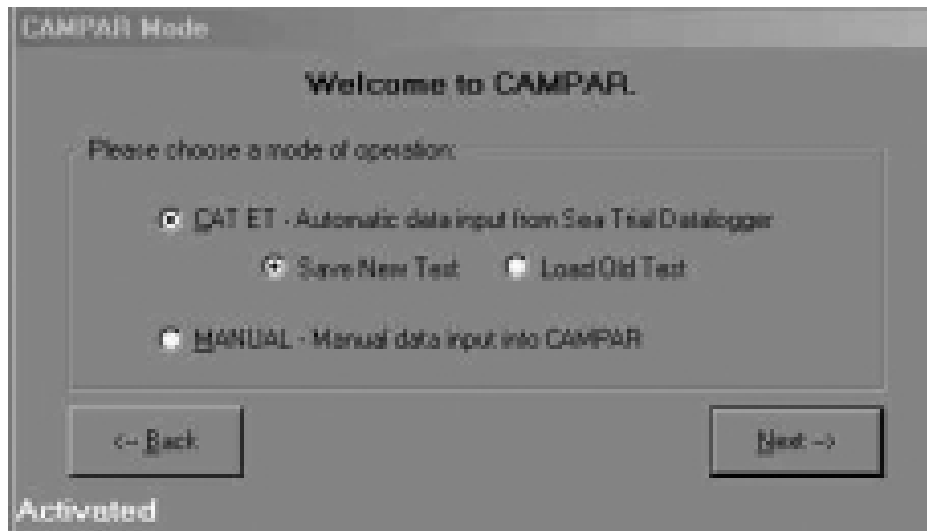 CAMPAR Mode
Welcome to CAMPAR.
Please choose a mode of operation:
CAT ET - Automatic data input from Sea Trial Datalogger
Save New Test Load Old Test
MANUAL - Manual data input into CAMPAR
<-- Back Next -->
Activated